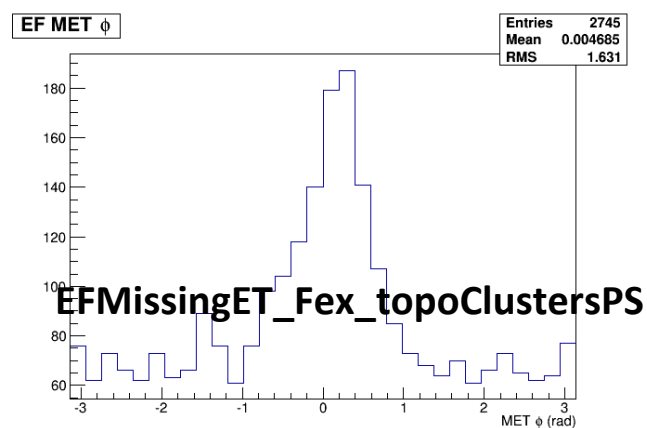 EF MET ϕ
Entries 2745
Mean 0.004685
RMS 1.631
180
160
140
120
100
EFMissingET_Fex_topoClustersPS
80
60
-3 -2 -1 0 1 2 3
MET ϕ (rad)